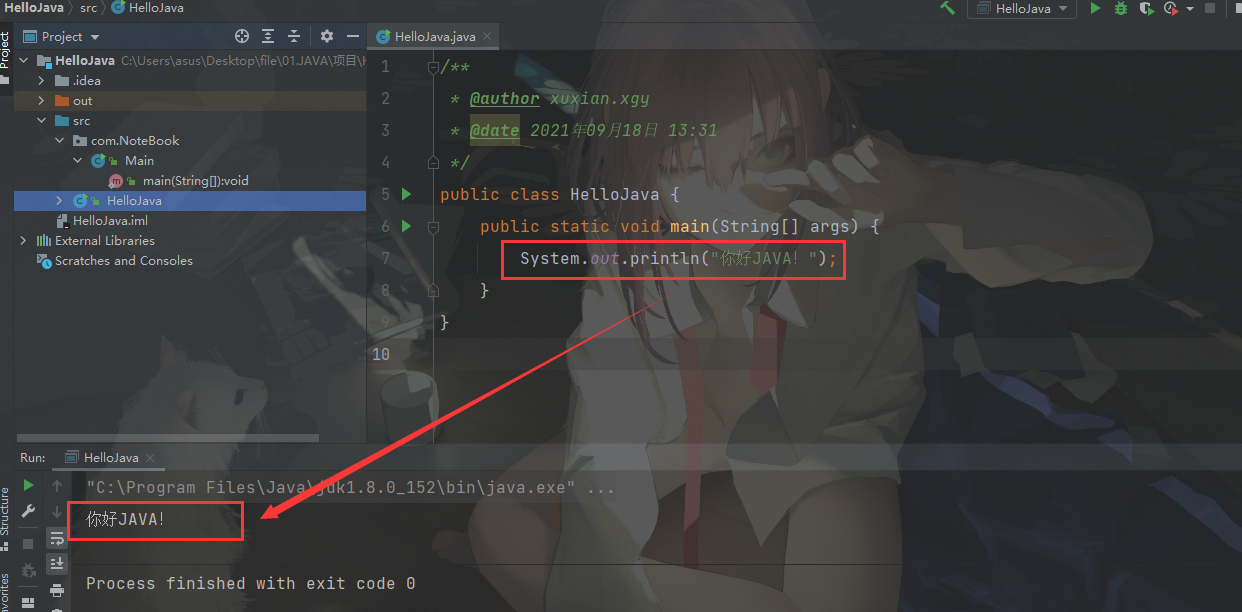 HelloJava src HelloJava
HelloJava
Project
Project
HelloJava.java
HelloJava C:\Users\asus\Desktop\file\01.JAVA\项目\H
.idea
out
src
com.NoteBook
Main
main(String[]):void
HelloJava
HelloJava.iml
External Libraries
Scratches and Consoles
1 /**
2 * @author xuxian.xgy
3 * @date 2021年09月18日 13:31
4 */
5 public class HelloJava {
6 public static void main(String[] args) {
7 System.out.println("你好JAVA！");
8 }
9 }
10
Run: HelloJava
"C:\Program Files\Java\jdk1.8.0_152\bin\java.exe" ...
你好JAVA！
Process finished with exit code 0
Structure
avorites